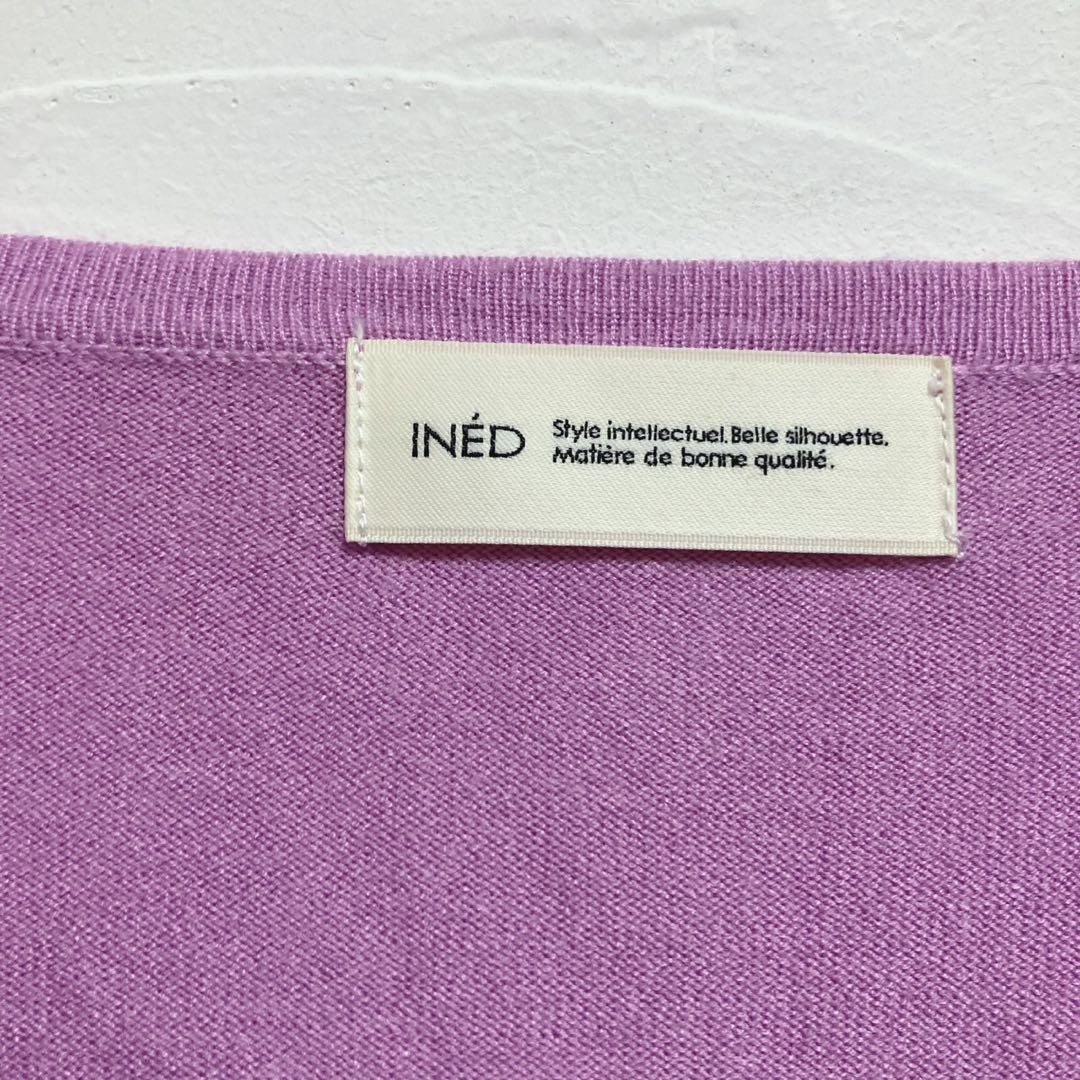 INÉD
Style intellectuel. Belle silhouette.
Matière de bonne qualité.